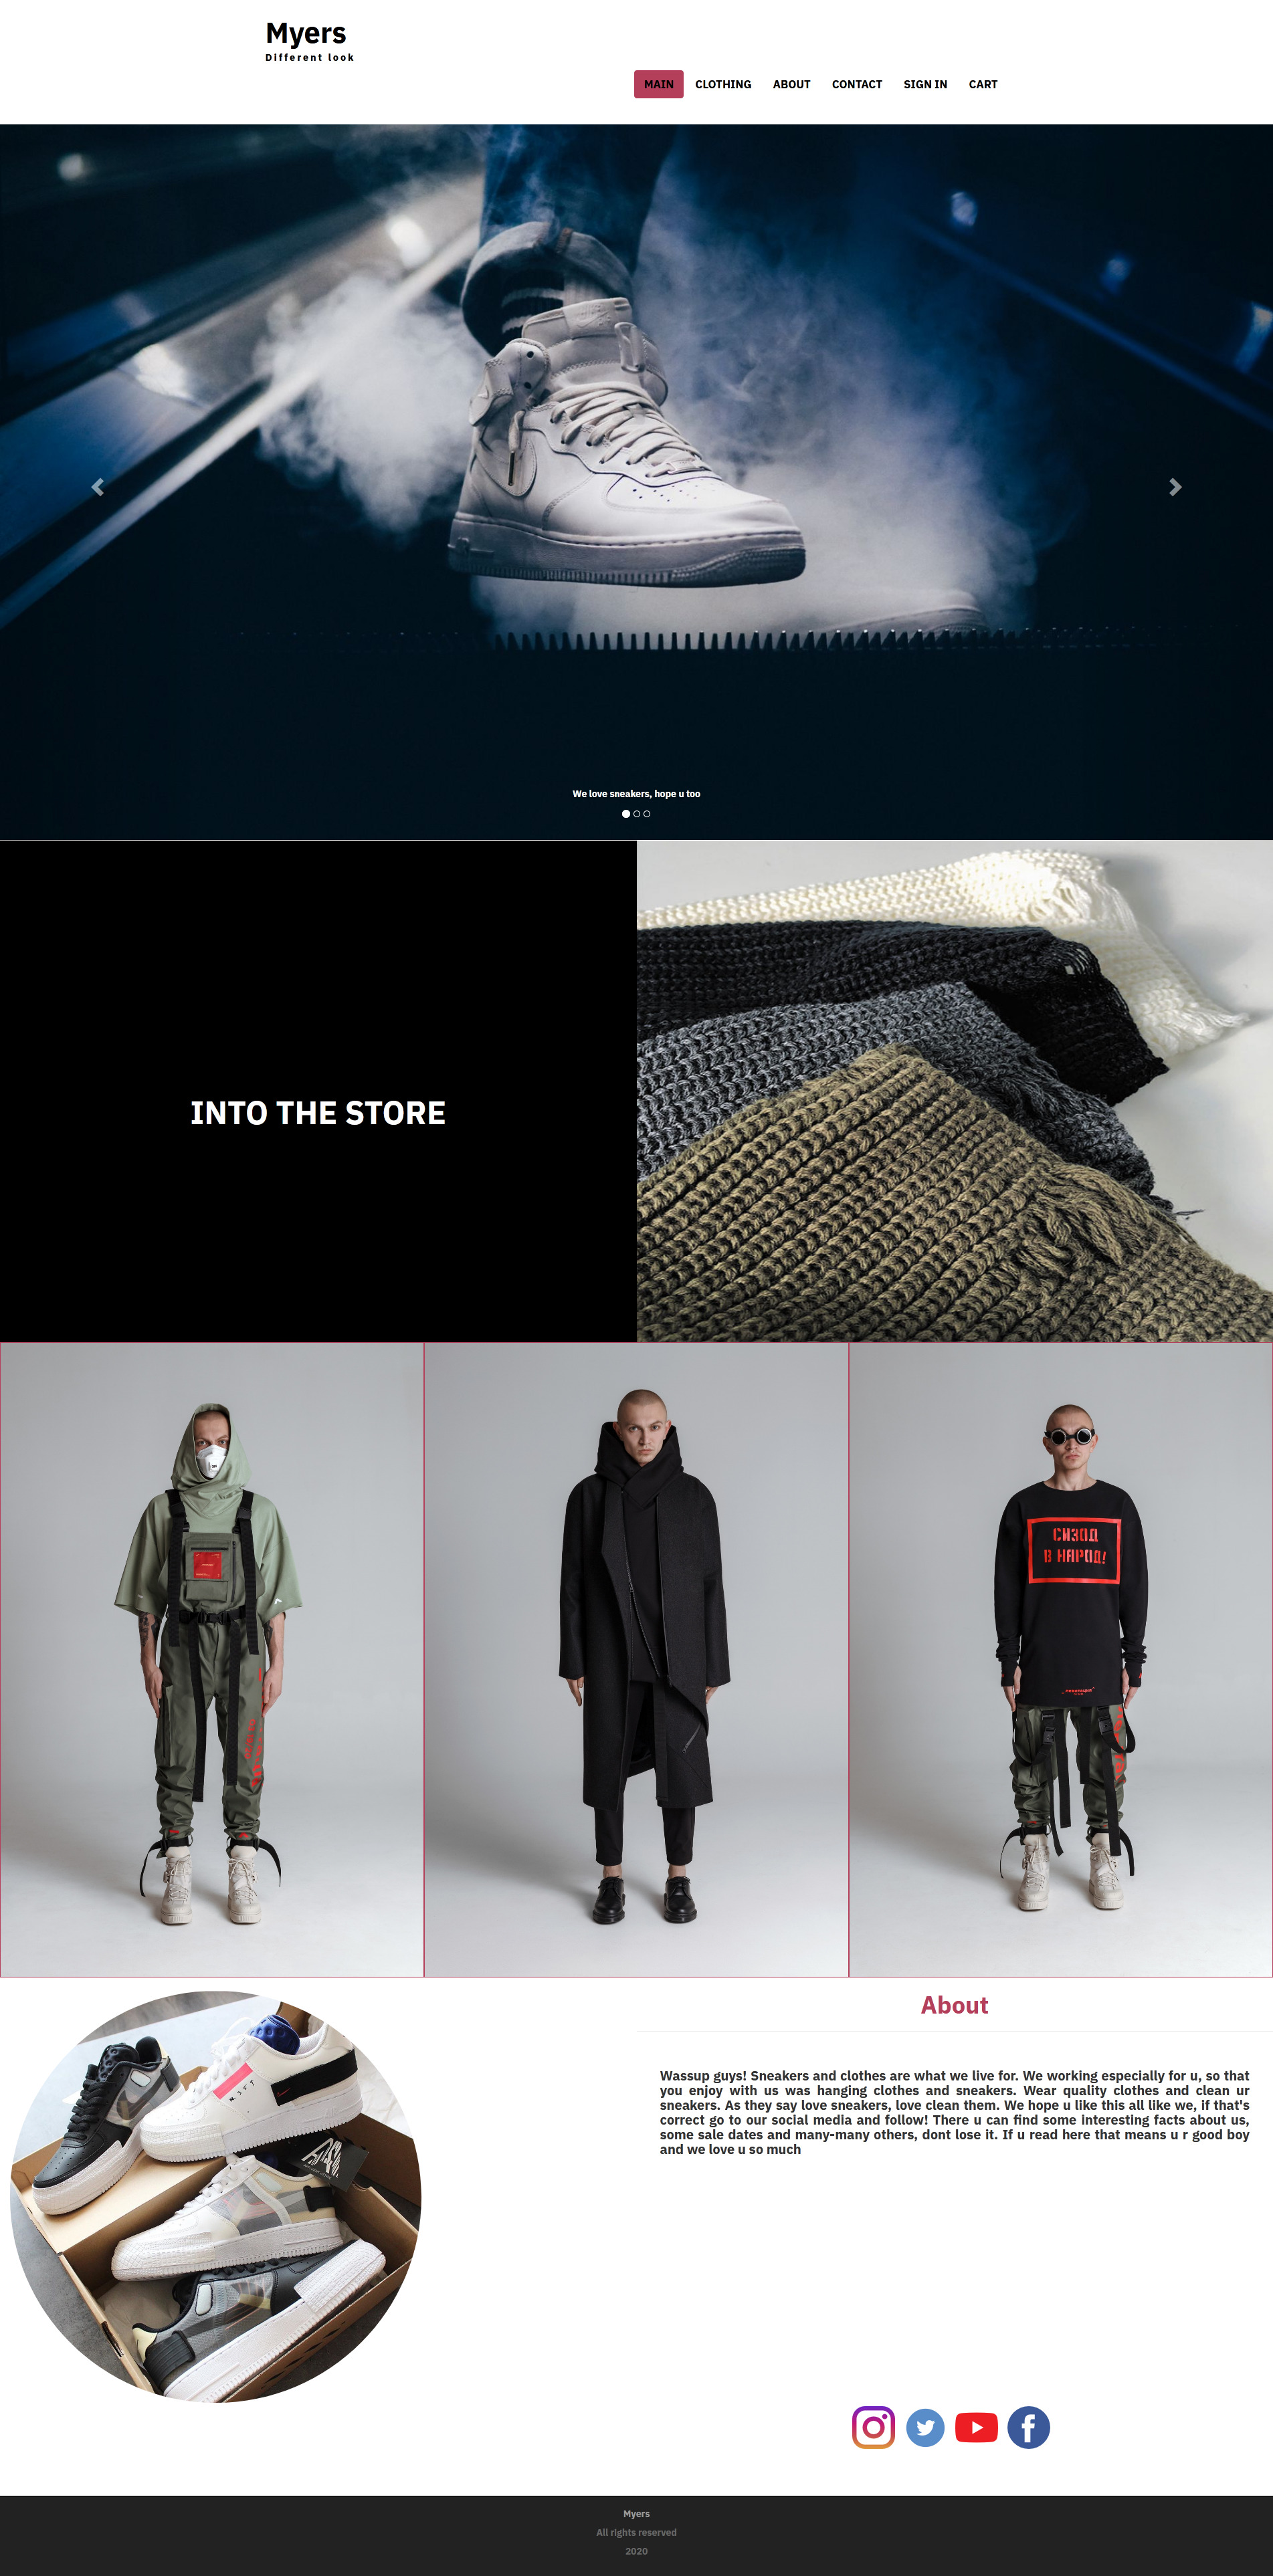 Myers
Different look
MAIN CLOTHING ABOUT CONTACT SIGN IN CART
We love sneakers, hope u too
INTO THE STORE
СИЗОД
В НАРОД!
About
Wassup guys! Sneakers and clothes are what we live for. We working especially for u, so that
you enjoy with us was hanging clothes and sneakers. Wear quality clothes and clean ur
sneakers. As they say love sneakers, love clean them. We hope u like this all like we, if that's
correct go to our social media and follow! There u can find some interesting facts about us,
some sale dates and many-many others, dont lose it. If u read here that means u r good boy
and we love u so much
Myers
All rights reserved
2020